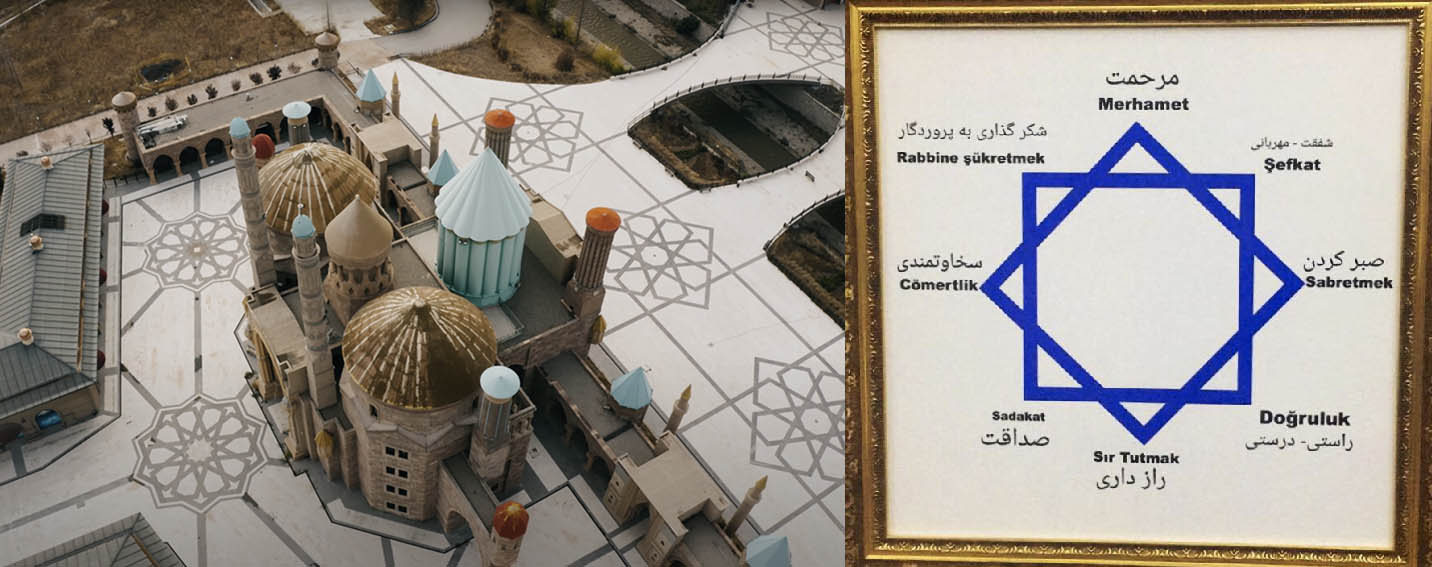 مرحمت
Merhamet
شکر گذاری به پروردگار
Rabbine şükretmek
شفقت - مهربانی
Şefkat
سخاوتمندی
Cömertlik
صبر کردن
Sabretmek
Sadakat
صداقت
Doğruluk
راستی- درستی
Sır Tutmak
راز داری